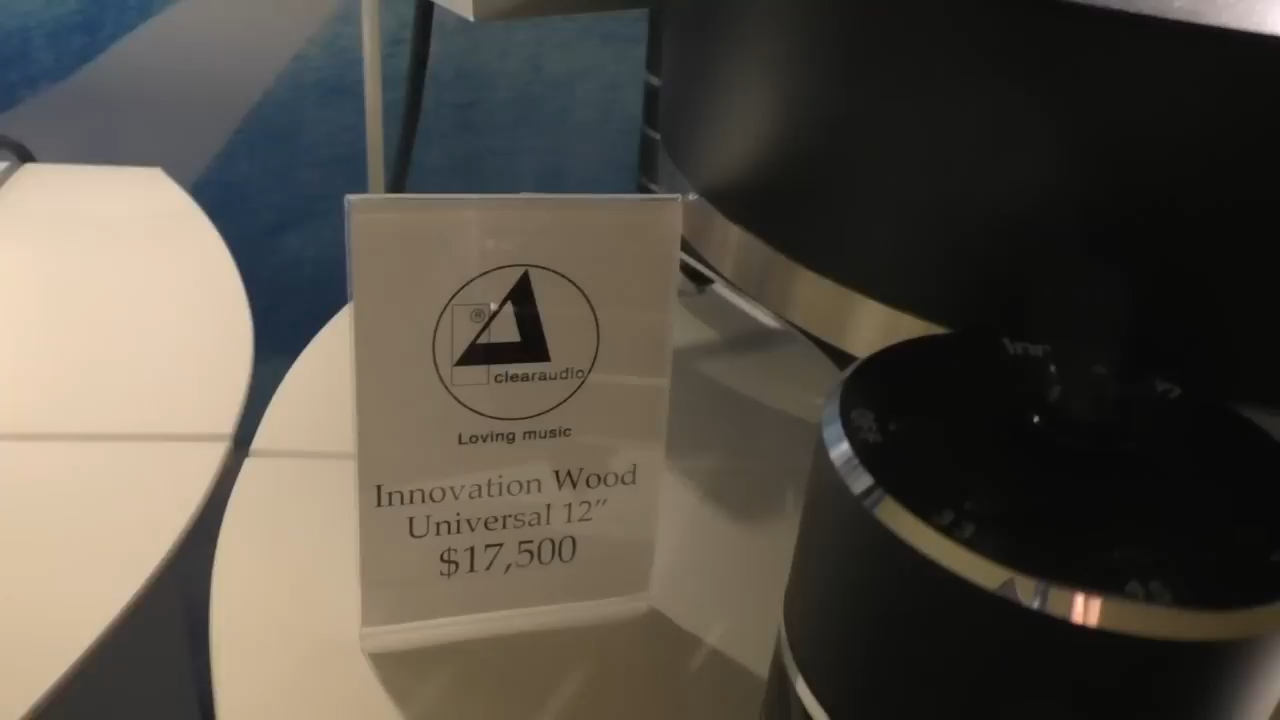 ®
clearaudio
Loving music
Innovation Wood
Universal 12"
$17,500